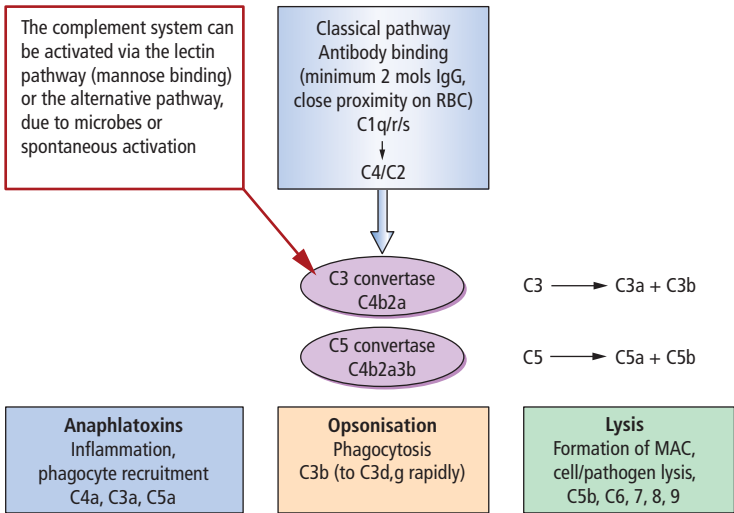 The complement system can
be activated via the lectin
pathway (mannose binding)
or the alternative pathway,
due to microbes or
spontaneous activation
Classical pathway
Antibody binding
(minimum 2 mols IgG,
close proximity on RBC)
C1q/r/s
C4/C2
C3 convertase
C4b2a
C3 → C3a + C3b
C5 convertase
C4b2a3b
C5 → C5a + C5b
Anaphlatoxins
Inflammation,
phagocyte recruitment
C4a, C3a, C5a
Opsonisation
Phagocytosis
C3b (to C3d,g rapidly)
Lysis
Formation of MAC,
cell/pathogen lysis,
C5b, C6, 7, 8, 9